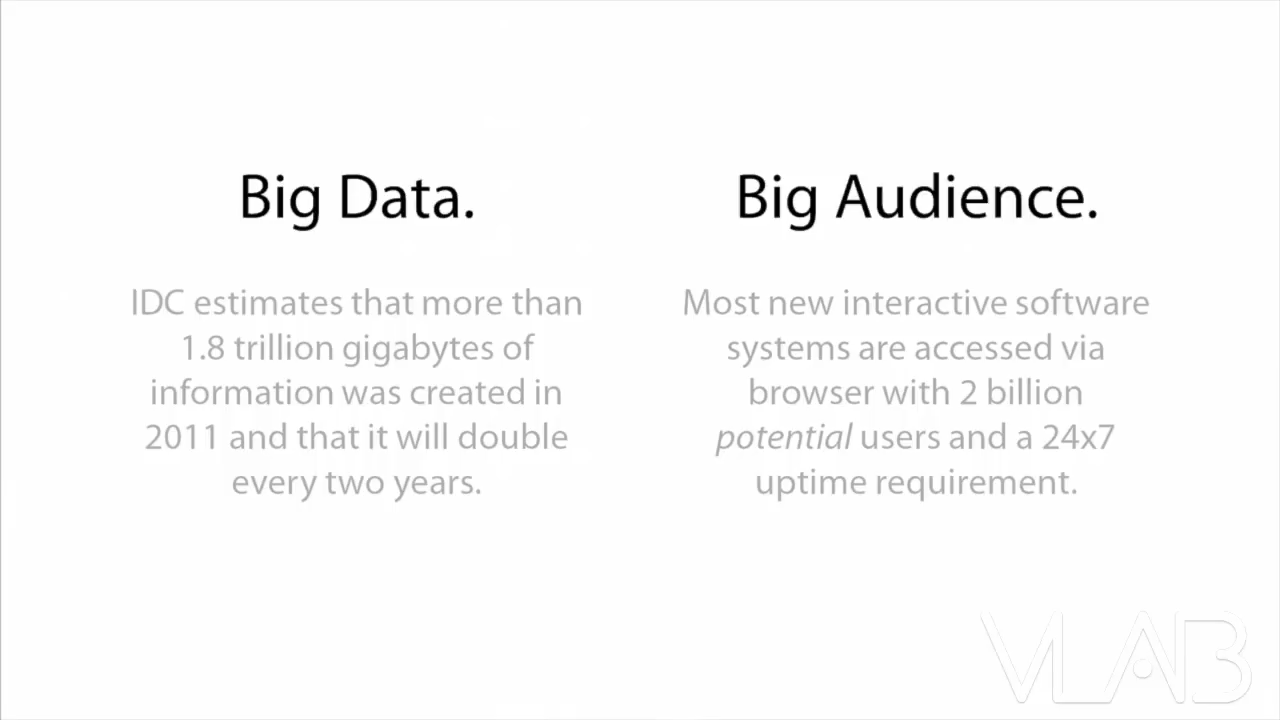 Big Data.
IDC estimates that more than
1.8 trillion gigabytes of
information was created in
2011 and that it will double
every two years.
Big Audience.
Most new interactive software
systems are accessed via
browser with 2 billion
potential users and a 24x7
uptime requirement.
VLAB